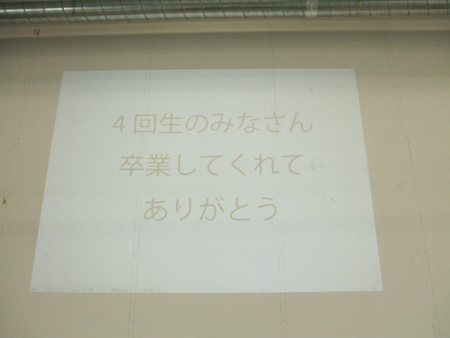 4回生のみなさん
卒業してくれて
ありがとう